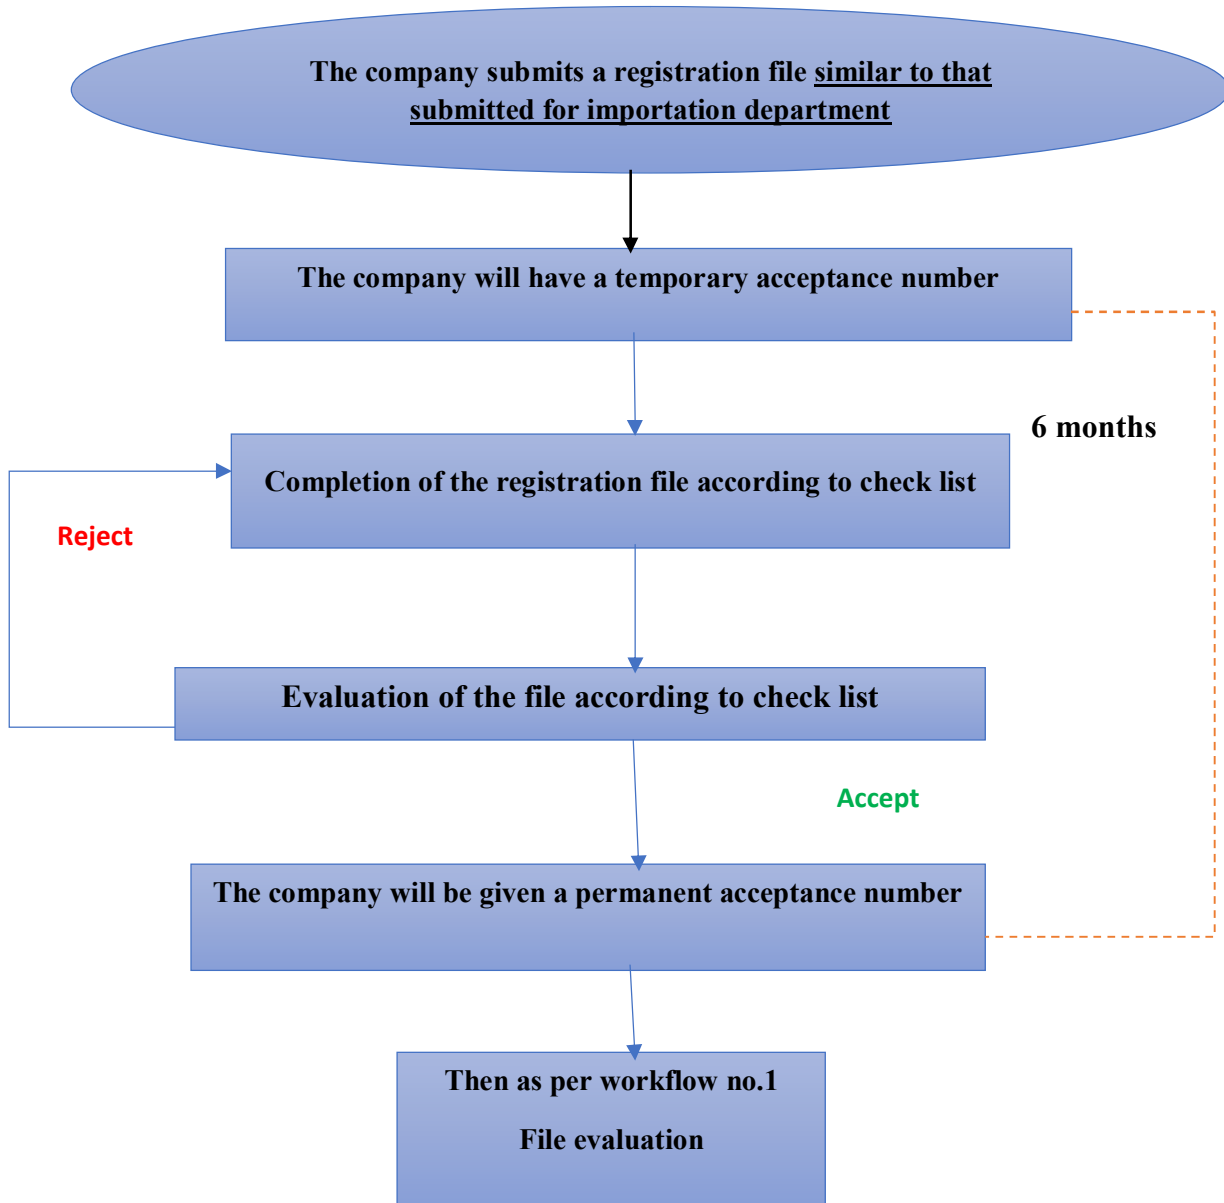 The company submits a registration file similar to that
submitted for importation department
The company will have a temporary acceptance number
6 months
Completion of the registration file according to check list
Reject
Evaluation of the file according to check list
Accept
The company will be given a permanent acceptance number
Then as per workflow no.1
File evaluation